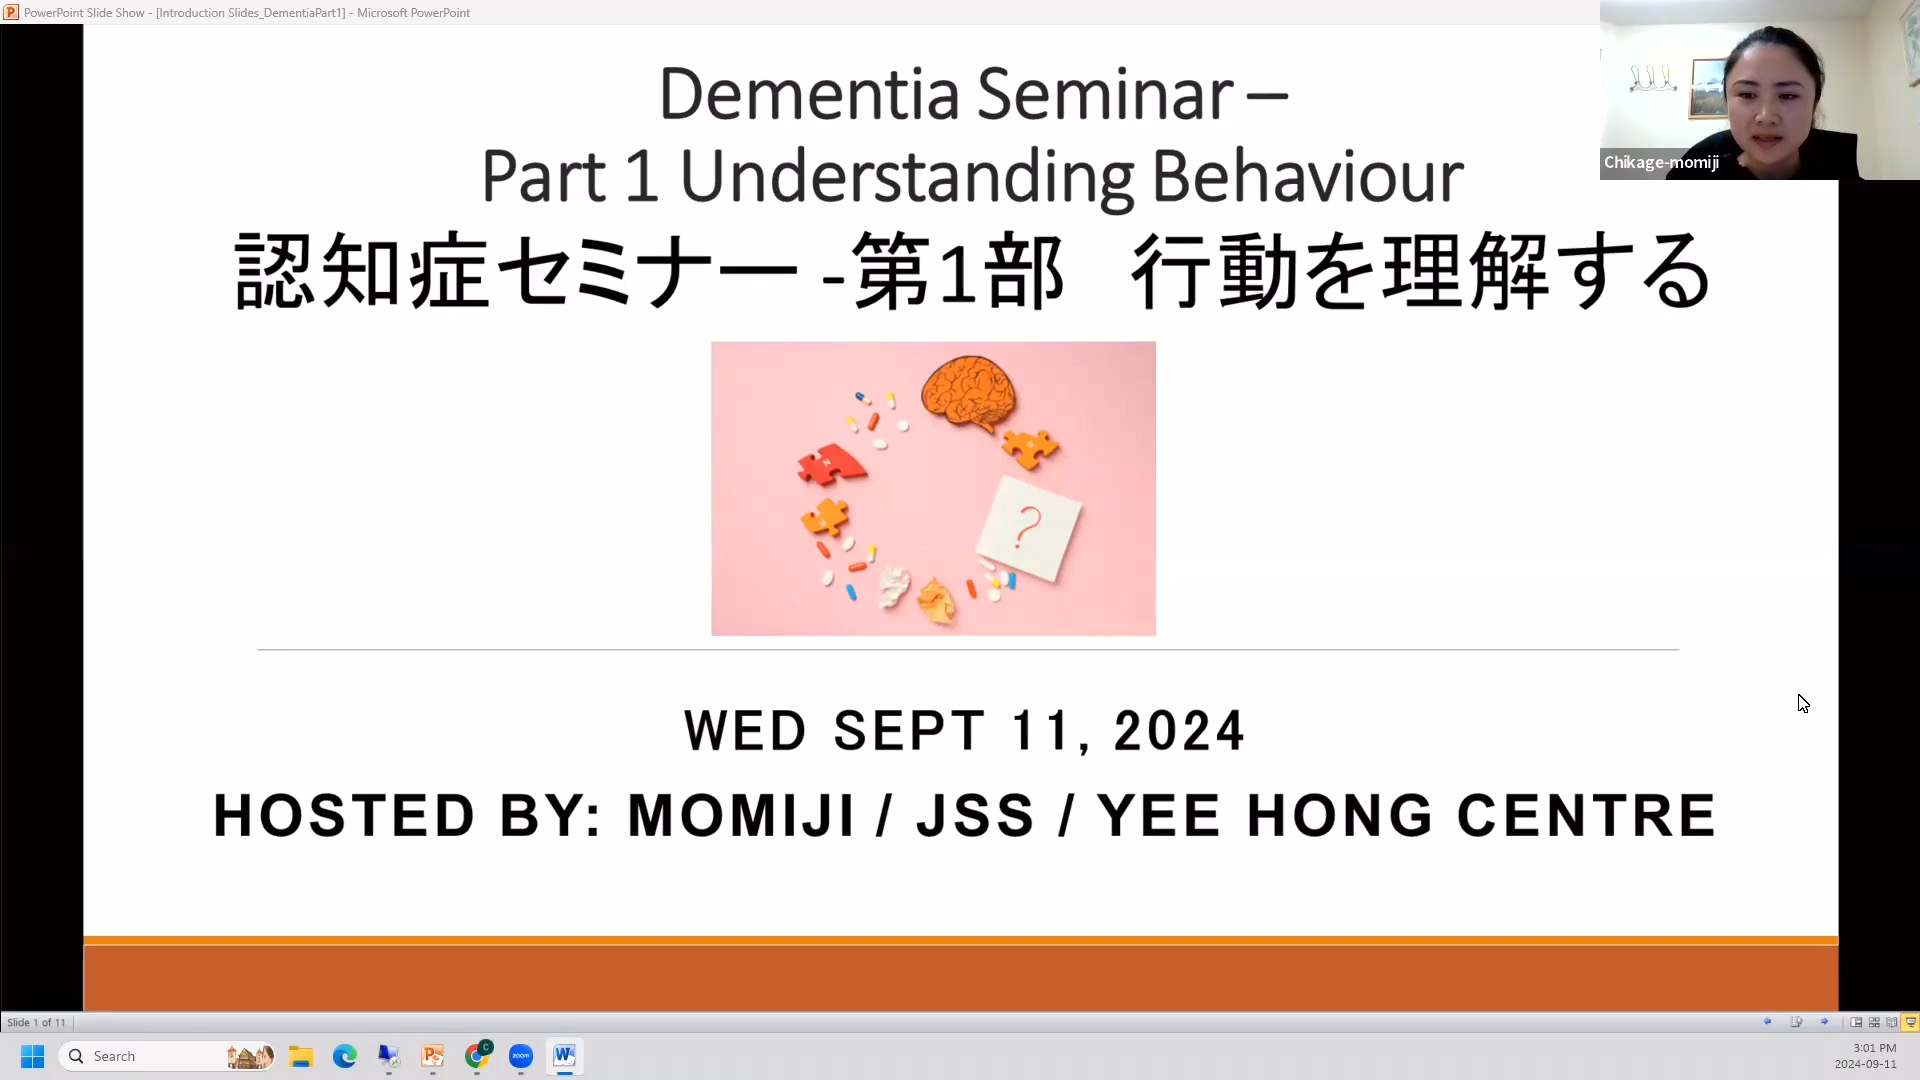 PowerPoint Slide Show - [Introduction Slides_DementiaPart1] - Microsoft PowerPoint
Chikage-momiji
Dementia Seminar –
Part 1 Understanding Behaviour
認知症セミナー -第1部　行動を理解する
?
WED SEPT 11, 2024
HOSTED BY: MOMIJI / JSS / YEE HONG CENTRE
Slide 1 of 11
Search
C
zoom
3:01 PM
2024-09-11